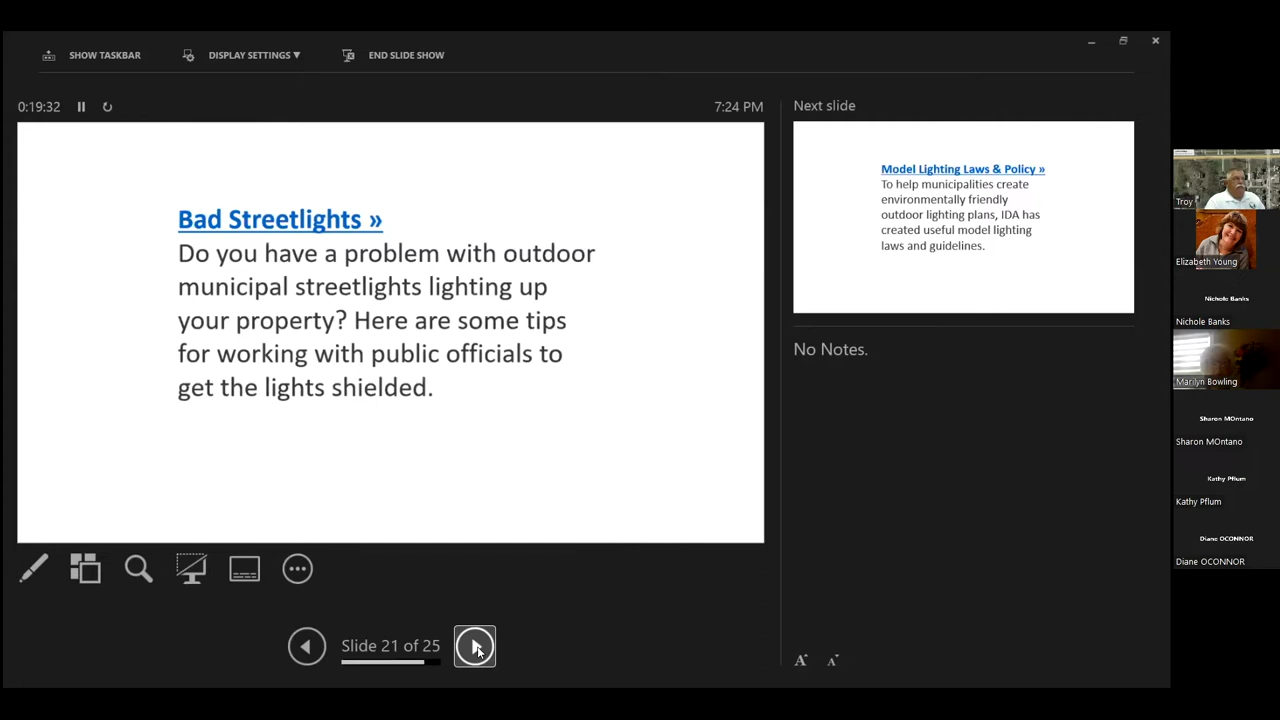 SHOW TASKBAR
DISPLAY SETTINGS ▼
END SLIDE SHOW
0:19:32
7:24 PM
Bad Streetlights »
Do you have a problem with outdoor
municipal streetlights lighting up
your property? Here are some tips
for working with public officials to
get the lights shielded.
Slide 21 of 25
Next slide
Model Lighting Laws & Policy »
To help municipalities create
environmentally friendly
outdoor lighting plans, IDA has
created useful model lighting
laws and guidelines.
No Notes.
A A
Troy
Elizabeth Young
Nichole Banks
Nichole Banks
Marilyn Bowling
Sharon MOntano
Sharon MOntano
Kathy Pflum
Kathy Pflum
Diane OCONNOR
Diane OCONNOR